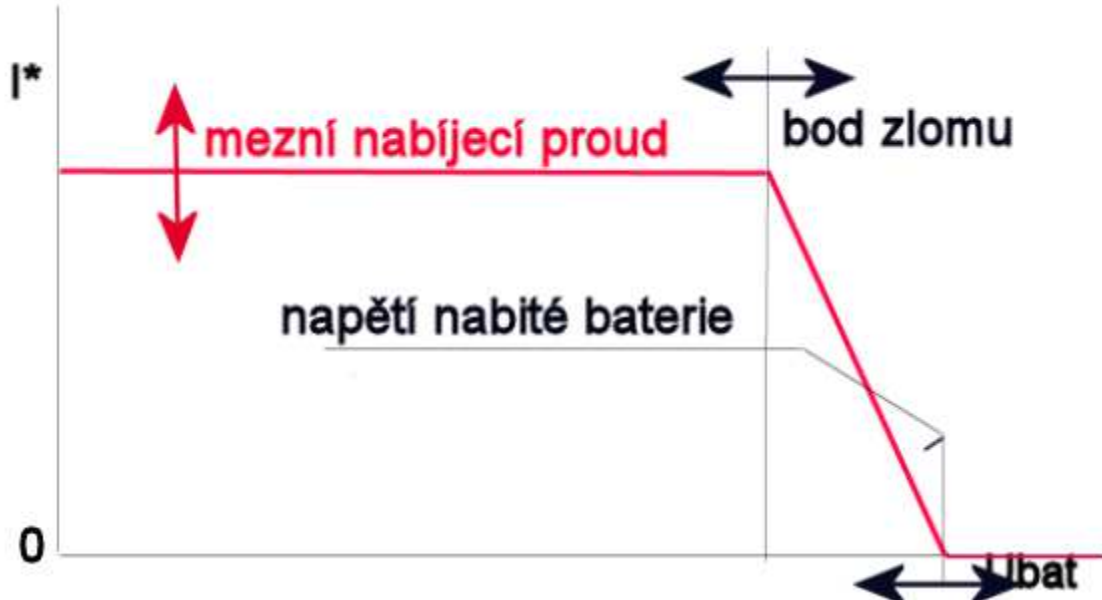 I*
mezní nabíjecí proud
bod zlomu
napětí nabité baterie
0
Ubat